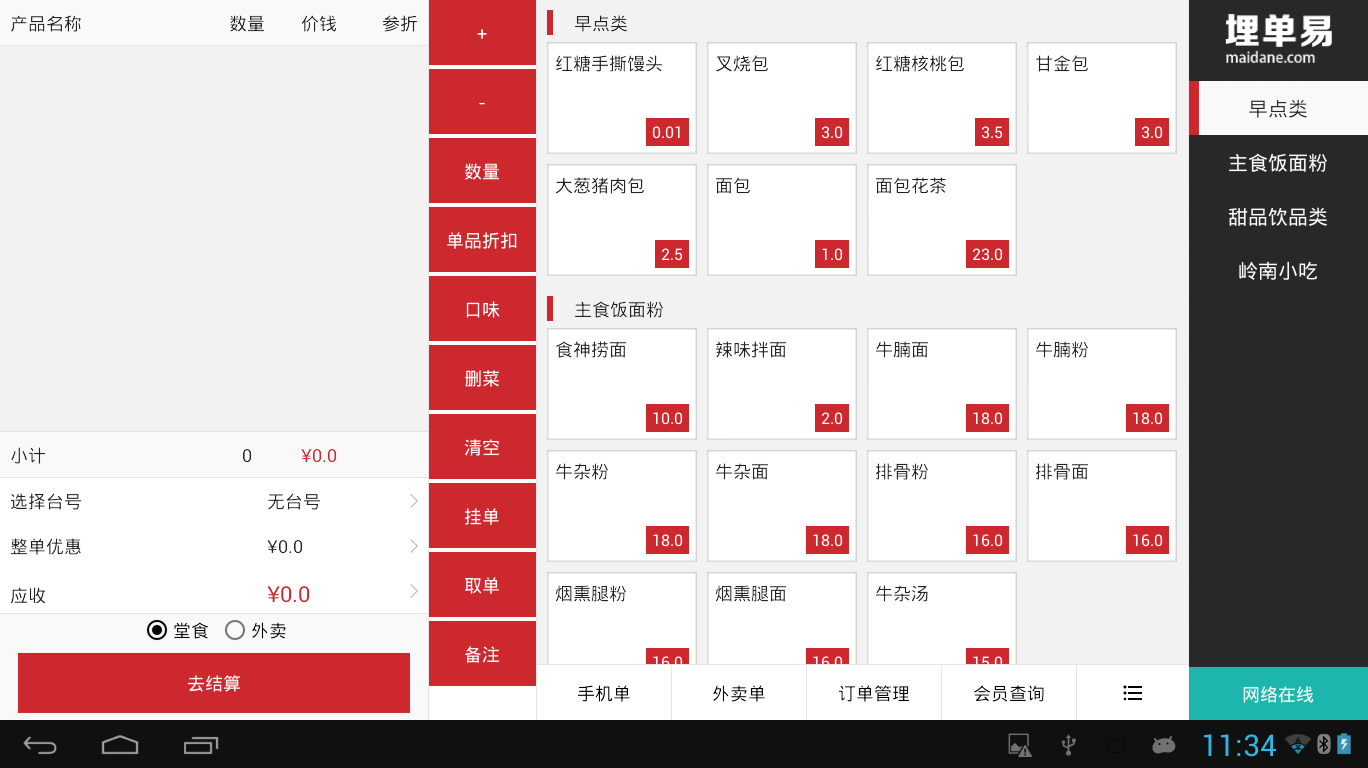 产品名称 数量 价钱 参折
小计 0 ¥0.0
选择台号 无台号
整单优惠 ¥0.0
应收 ¥0.0
堂食 外卖
去结算
+
-
数量
单品折扣
口味
删菜
清空
挂单
取单
备注
早点类
红糖手撕馒头 叉烧包 红糖核桃包 甘金包
0.01 3.0 3.5 3.0
大葱猪肉包 面包 面包花茶
2.5 1.0 23.0
主食饭面粉
食神捞面 辣味拌面 牛腩面 牛腩粉
10.0 2.0 18.0 18.0
牛杂粉 牛杂面 排骨粉 排骨面
18.0 18.0 16.0 16.0
烟熏腿粉 烟熏腿面 牛杂汤
16.0 16.0 15.0
手机单 外卖单 订单管理 会员查询
埋单易
maidane.com
早点类
主食饭面粉
甜品饮品类
岭南小吃
网络在线
11:34